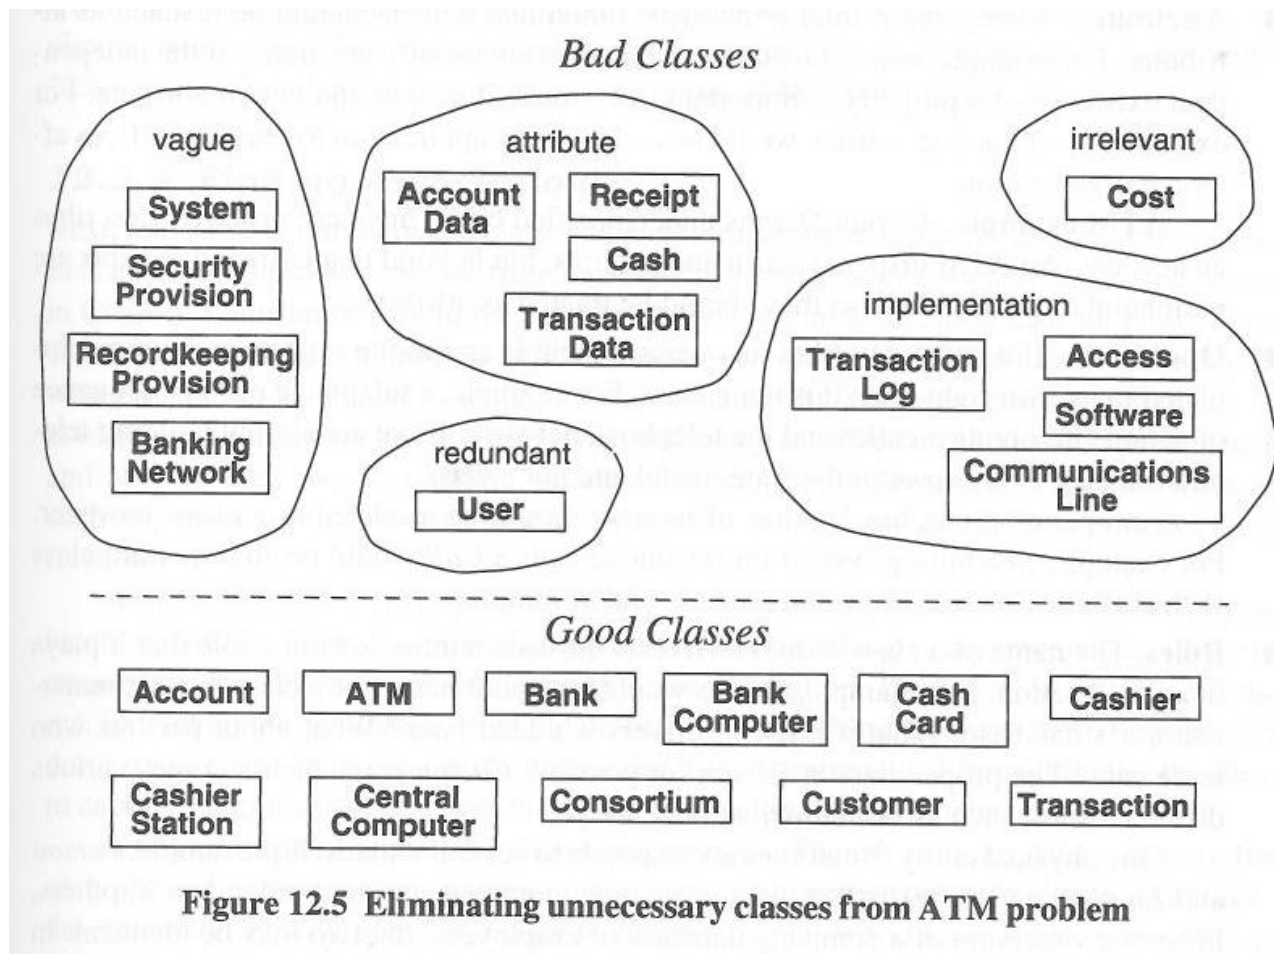 Bad Classes
vague
System
Security
Provision
Recordkeeping
Provision
Banking
Network
attribute
Account
Data
Receipt
Cash
Transaction
Data
redundant
User
irrelevant
Cost
implementation
Transaction
Log
Access
Software
Communications
Line
Good Classes
Account
ATM
Bank
Bank
Computer
Cash
Card
Cashier
Cashier
Station
Central
Computer
Consortium
Customer
Transaction
Figure 12.5 Eliminating unnecessary classes from ATM problem